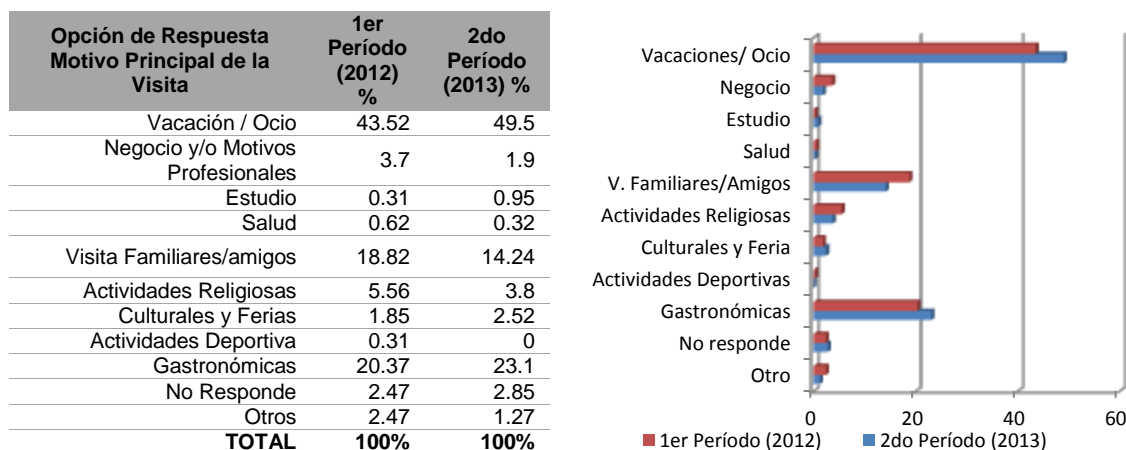 Opción de Respuesta
Motivo Principal de la
Visita
1er
Período
(2012)
%
2do
Período
(2013) %
Vacación / Ocio 43.52 49.5
Negocio y/o Motivos
Profesionales 3.7 1.9
Estudio 0.31 0.95
Salud 0.62 0.32
Visita Familiares/amigos 18.82 14.24
Actividades Religiosas 5.56 3.8
Culturales y Ferias 1.85 2.52
Actividades Deportiva 0.31 0
Gastronómicas 20.37 23.1
No Responde 2.47 2.85
Otros 2.47 1.27
TOTAL 100% 100%
Vacaciones/ Ocio
Negocio
Estudio
Salud
V. Familiares/Amigos
Actividades Religiosas
Culturales y Feria
Actividades Deportivas
Gastronómicas
No responde
Otro
0 20 40 60
1er Período (2012) 2do Período (2013)